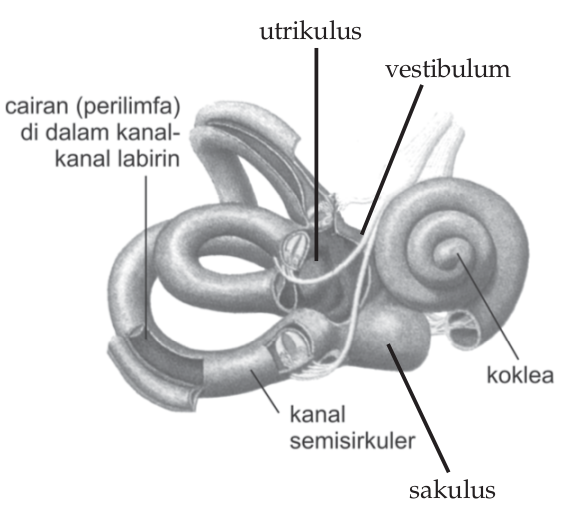 utrikulus
vestibulum
cairan (perilimfa)
di dalam kanal-
kanal labirin
koklea
kanal
semisirkuler
sakulus